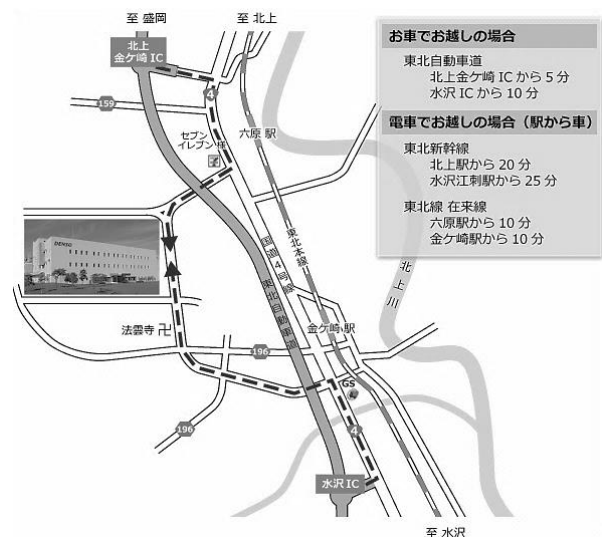 至 盛岡
至 北上
北上
金ケ崎 IC
お車でお越しの場合
東北自動車道
北上金ケ崎 IC から 5 分
水沢 IC から 10 分
電車でお越しの場合（駅から車）
東北新幹線
北上駅から 20 分
水沢江刺駅から 25 分
東北線 在来線
六原駅から 10 分
金ケ崎駅から 10 分
4
159
六原 駅
セブン
イレブン 様
DENSO
国道4号線
東北本線
東北自動車道
北上川
法雲寺 卍
金ケ崎 駅
196
GS
196
4
水沢 IC
至 水沢